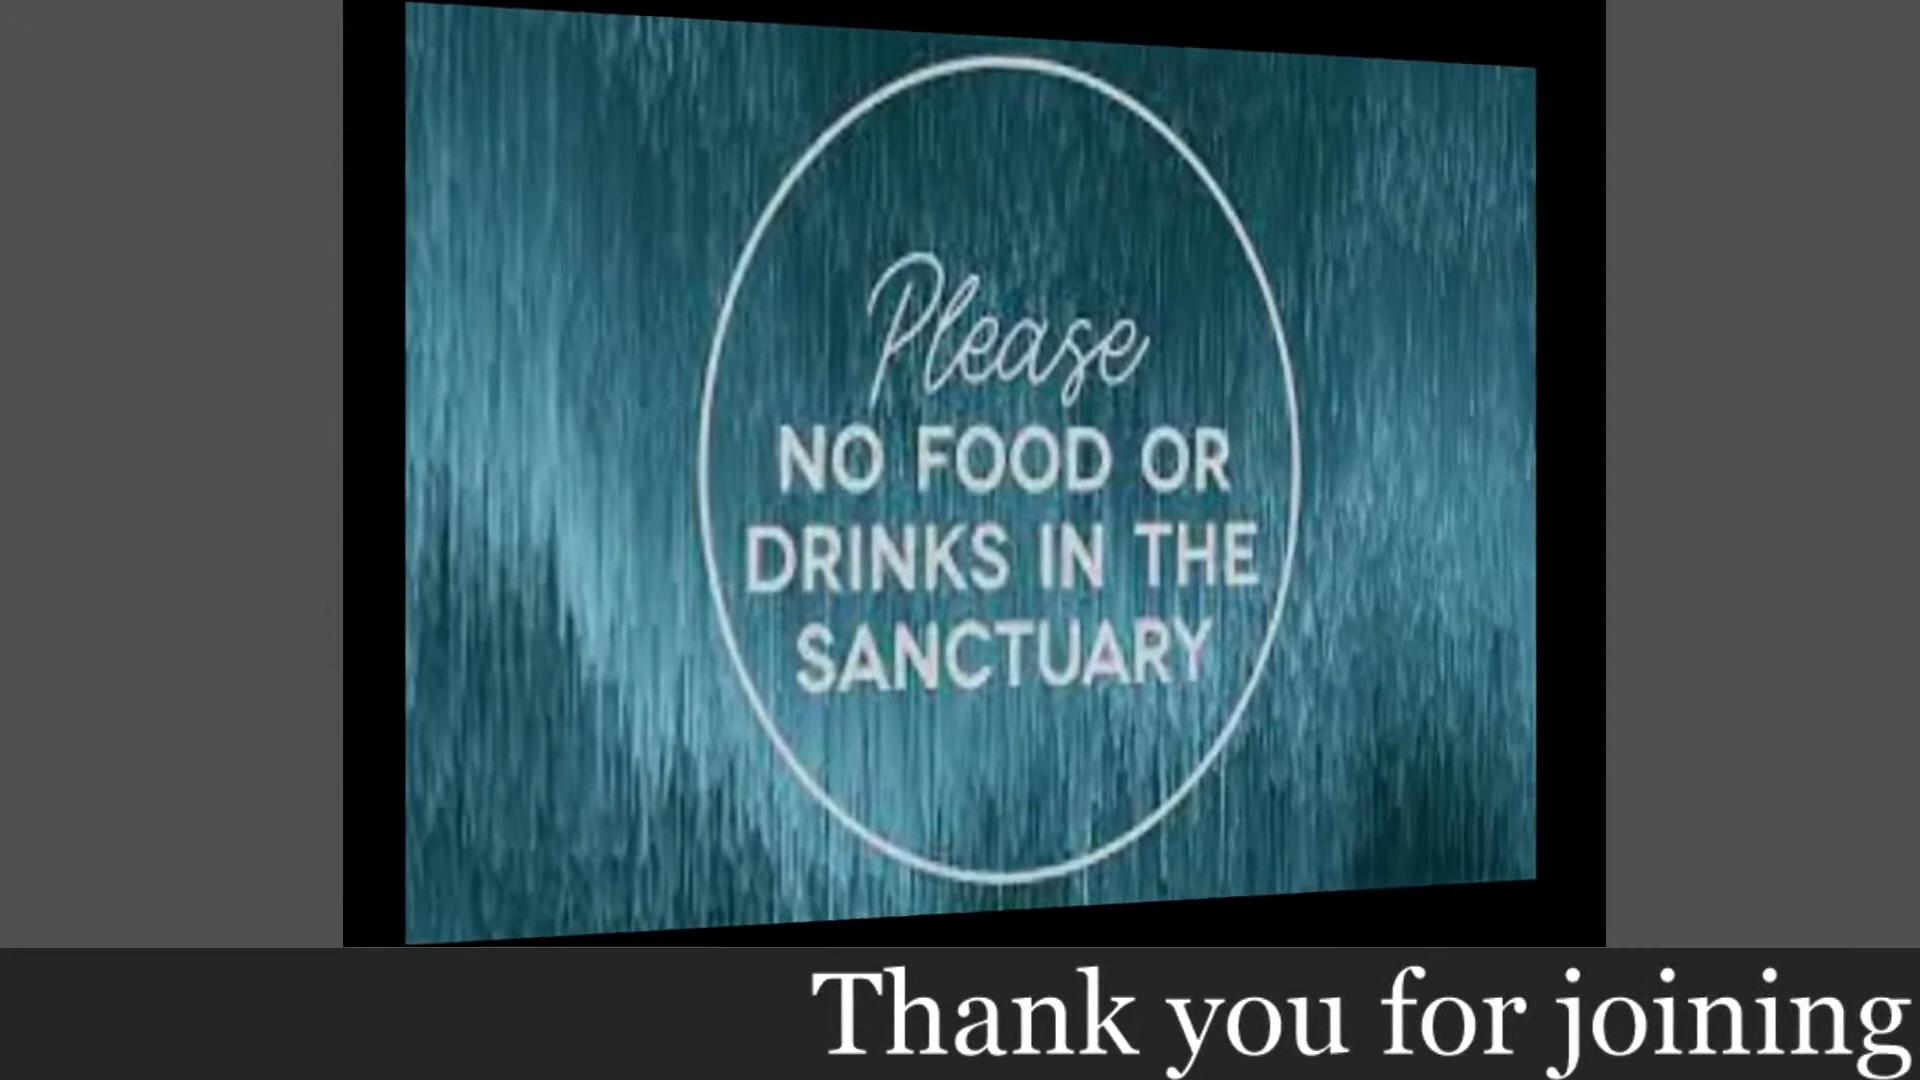 Please
NO FOOD OR
DRINKS IN THE
SANCTUARY
Thank you for joining